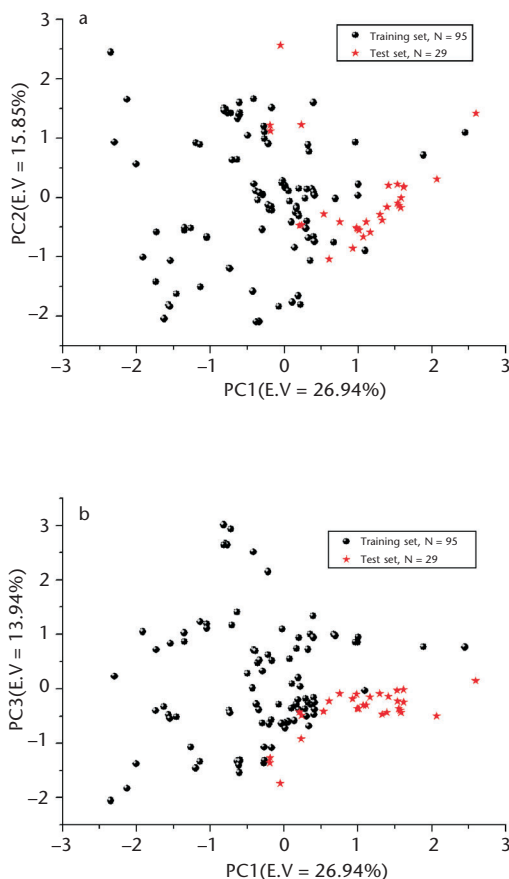 a
Training set, N = 95
Test set, N = 29
3
2
1
0
−1
−2
PC2(E.V = 15.85%)
−3 −2 −1 0 1 2 3
PC1(E.V = 26.94%)
b
Training set, N = 95
Test set, N = 29
3
2
1
0
−1
−2
PC3(E.V = 13.94%)
−3 −2 −1 0 1 2 3
PC1(E.V = 26.94%)